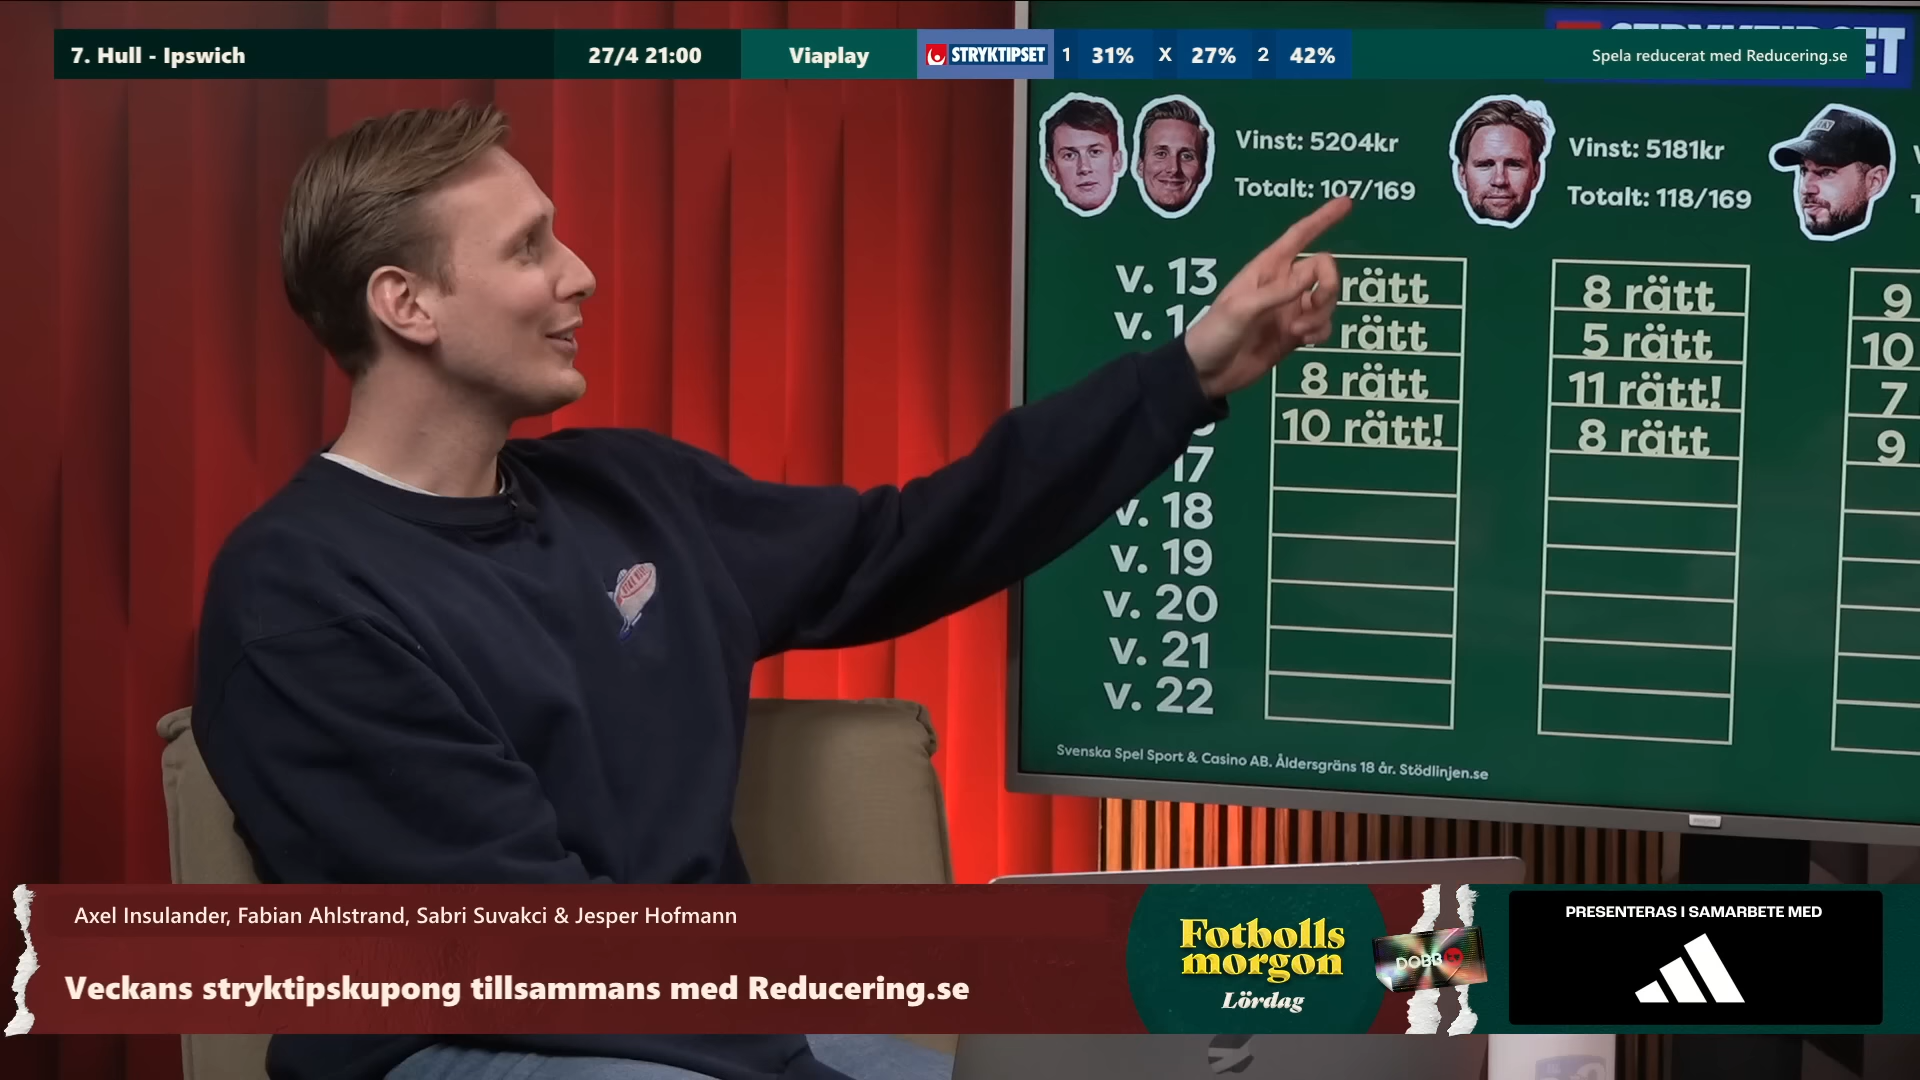 7. Hull - Ipswich
27/4 21:00
Viaplay
STRYKTIPSET
1 31% X 27% 2 42%
Spela reducerat med Reducering.se
Vinst: 5204kr
Totalt: 107/169
Vinst: 5181kr
Totalt: 118/169
v. 13 rätt 8 rätt 9
v. rätt 5 rätt 10
8 rätt 11 rätt! 7
10 rätt! 8 rätt 9
17
v. 18
v. 19
v. 20
v. 21
v. 22
Svenska Spel Sport & Casino AB. Åldersgräns 18 år. Stödlinjen.se
Axel Insulander, Fabian Ahlstrand, Sabri Suvakci & Jesper Hofmann
Veckans stryktipskupong tillsammans med Reducering.se
Fotbolls
morgon
Lördag
DOBB
PRESENTERAS I SAMARBETE MED